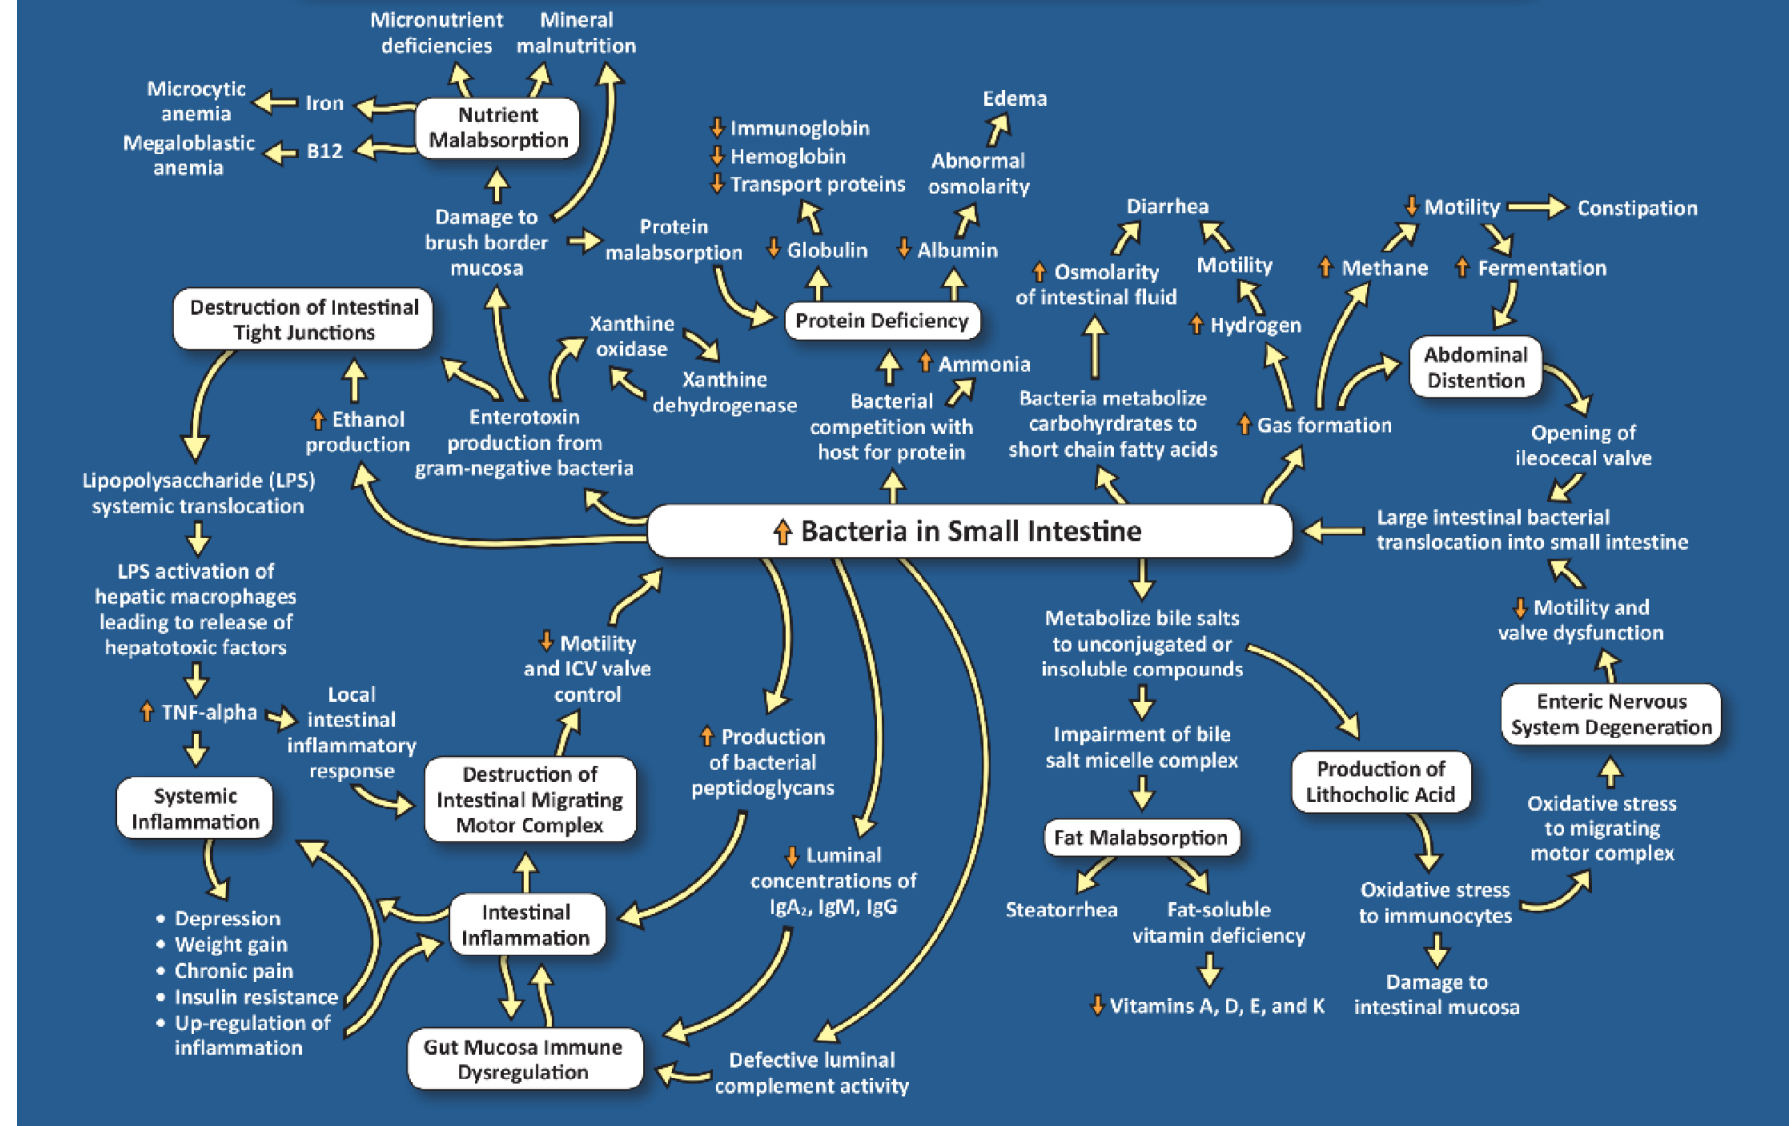 Micronutrient
deficiencies
Mineral
malnutrition
Microcytic
anemia
Iron
Megaloblastic
anemia
B12
Nutrient
Malabsorption
Damage to
brush border
mucosa
Protein
malabsorption
Immunoglobin
Hemoglobin
Transport proteins
Globulin
Edema
Abnormal
osmolarity
Albumin
Protein Deficiency
Diarrhea
Osmolarity
of intestinal fluid
Motility
Hydrogen
Motility
Constipation
Methane
Fermentation
Abdominal
Distention
Destruction of Intestinal
Tight Junctions
Xanthine
oxidase
Xanthine
dehydrogenase
Ammonia
Bacterial
competition with
host for protein
Bacteria metabolize
carbohyrdrates to
short chain fatty acids
Gas formation
Opening of
ileocecal valve
Ethanol
production
Enterotoxin
production from
gram-negative bacteria
Lipopolysaccharide (LPS)
systemic translocation
Bacteria in Small Intestine
Large intestinal bacterial
translocation into small intestine
LPS activation of
hepatic macrophages
leading to release of
hepatotoxic factors
Motility
and ICV valve
control
Metabolize bile salts
to unconjugated or
insoluble compounds
Motility and
valve dysfunction
TNF-alpha
Local
intestinal
inflammatory
response
Production
of bacterial
peptidoglycans
Impairment of bile
salt micelle complex
Enteric Nervous
System Degeneration
Systemic
Inflammation
Destruction of
Intestinal Migrating
Motor Complex
Production of
Lithocholic Acid
Oxidative stress
to migrating
motor complex
Fat Malabsorption
Luminal
concentrations of
IgA₂, IgM, IgG
Steatorrhea
Fat-soluble
vitamin deficiency
Oxidative stress
to immunocytes
• Depression
• Weight gain
• Chronic pain
• Insulin resistance
• Up-regulation of
inflammation
Intestinal
Inflammation
Vitamins A, D, E, and K
Damage to
intestinal mucosa
Gut Mucosa Immune
Dysregulation
Defective luminal
complement activity